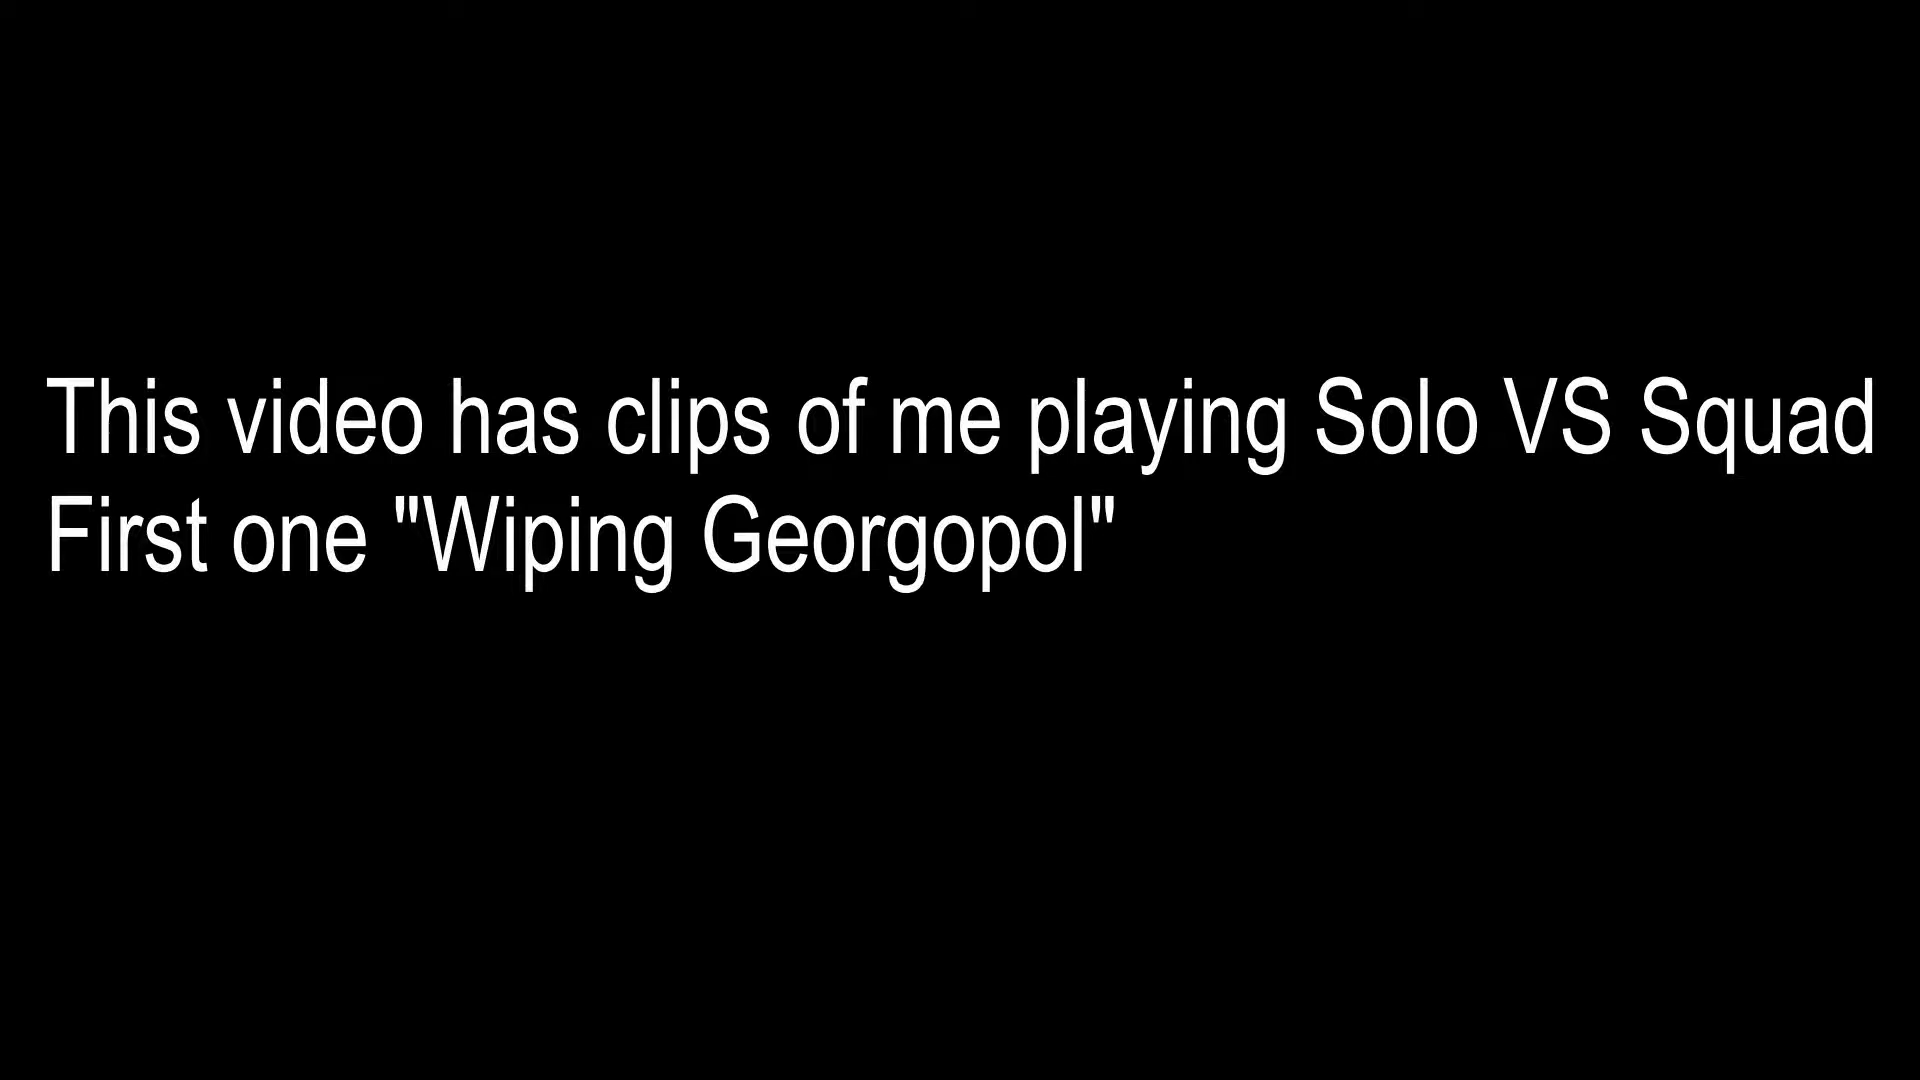 This video has clips of me playing Solo VS Squad
First one "Wiping Georgopol"